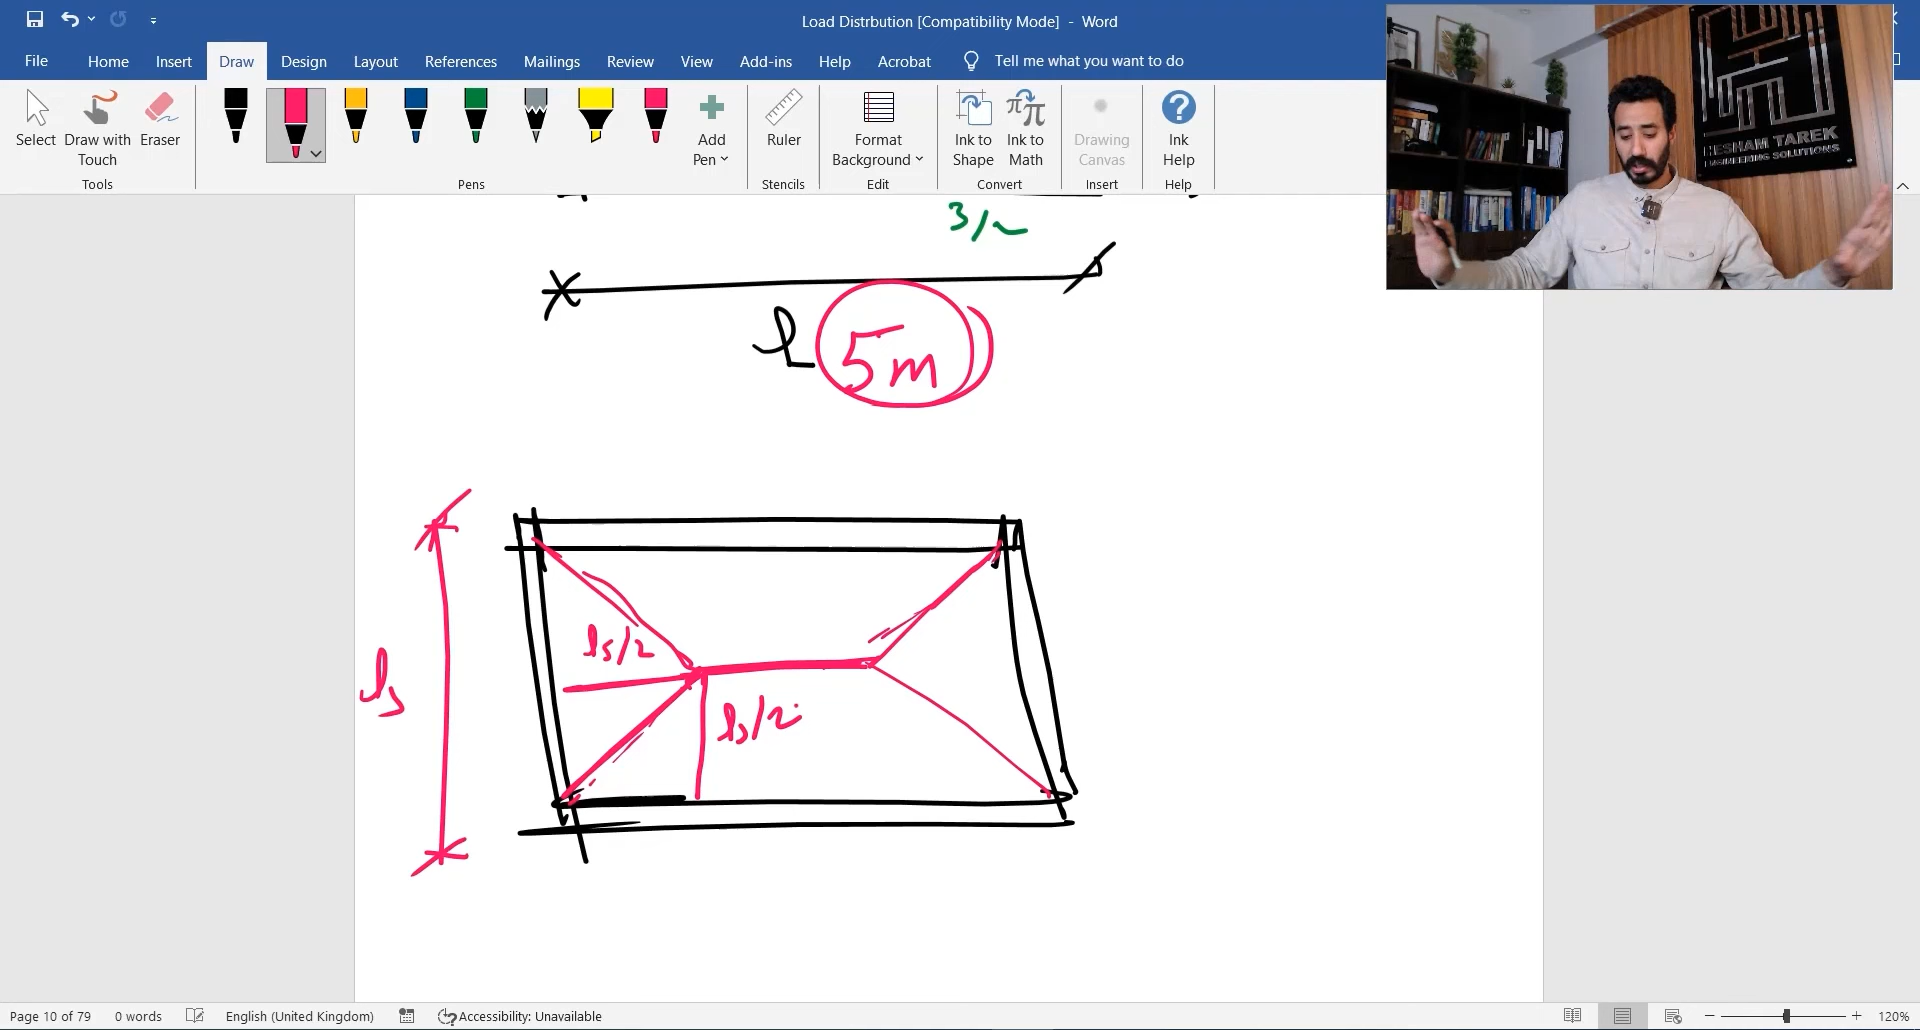 Load Distrbution [Compatibility Mode] - Word
File Home Insert Draw Design Layout References Mailings Review View Add-ins Help Acrobat Tell me what you want to do
Select
Draw with Touch
Eraser
Add Pen
Ruler
Format Background
Ink to Shape
Ink to Math
Drawing Canvas
Ink Help
Tools Pens Stencils Edit Convert Insert Help
HESHAM TAREK
ENGINEERING SOLUTIONS
3/2
l 5m
ls/2
ls
ls/2
Page 10 of 79 0 words English (United Kingdom) Accessibility: Unavailable 120%